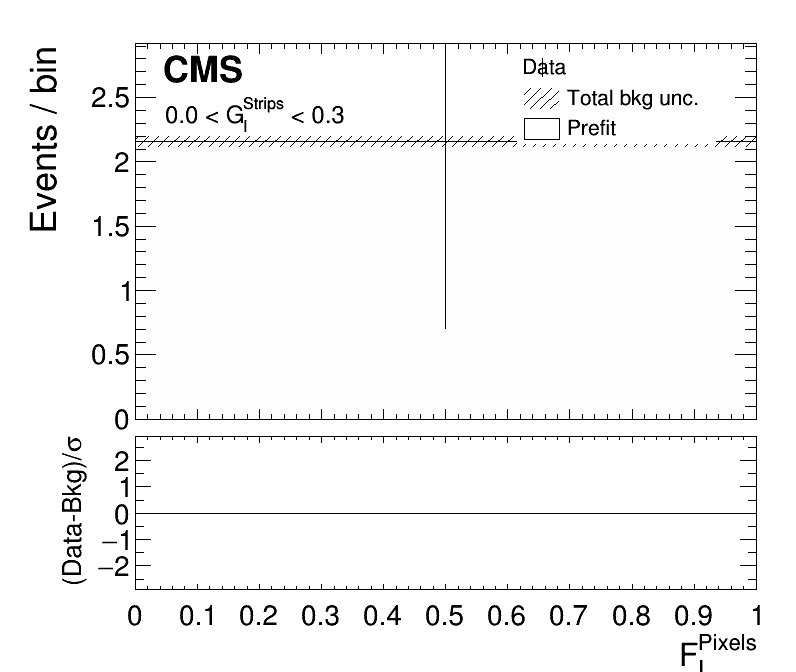 CMS
0.0 < G_I^Strips < 0.3
Data
Total bkg unc.
Prefit
Events / bin
2.5
2
1.5
1
0.5
0
(Data-Bkg)/σ
2
1
0
−1
−2
0 0.1 0.2 0.3 0.4 0.5 0.6 0.7 0.8 0.9 1
F_I^Pixels